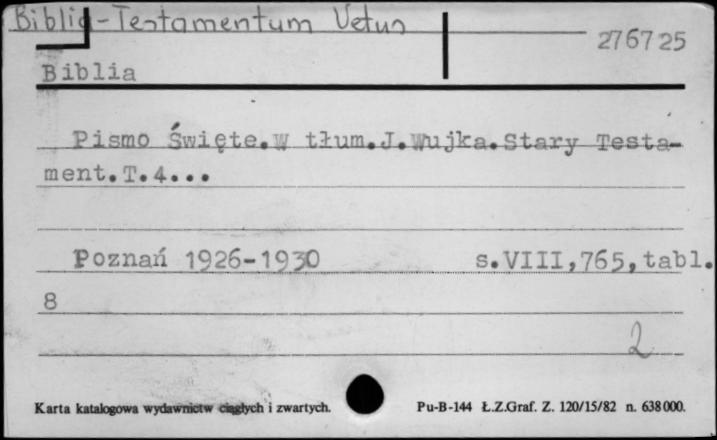 Biblia-Testamentum Vetus
276725
Biblia
Pismo Święte.W tłum.J.Wujka.Stary Testa-
ment.T.4...
Poznań 1926-1930 s.VIII,765,tabl.
8
2
Karta katalogowa wydawnictw ciągłych i zwartych. Pu-B-144 Ł.Z.Graf. Z. 120/15/82 n. 638000.